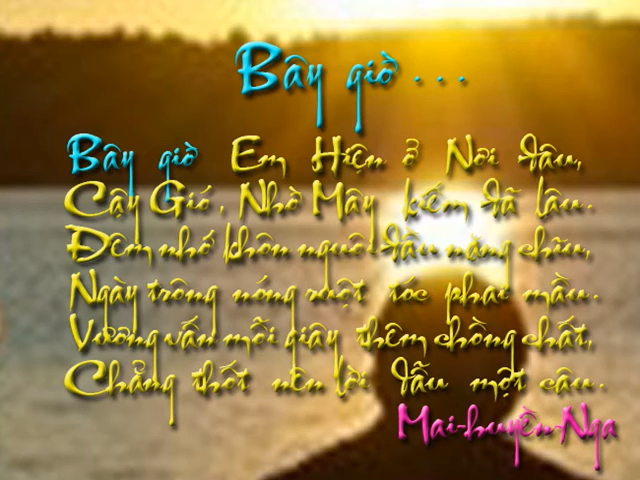 Bây giờ . . .
Bây giờ Em Hiện ở Nơi đâu,
Cậy Gió, Nhờ Mây kiếm đã lâu.
Đêm nhớ khôn nguôi đầu nặng chĩu,
Ngày trông nóng ruột tóc phai mầu.
Vương vấn mỗi giây thêm chồng chất,
Chẳng thốt nên lời dẫu một câu.
Mai-huyền-Nga